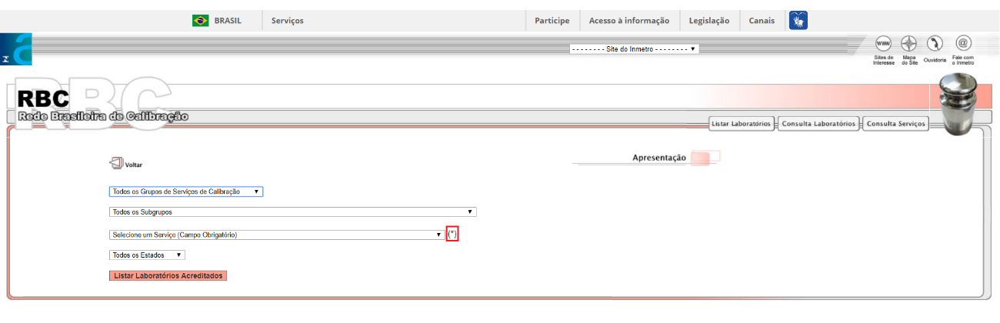 BRASIL Serviços Participe Acesso à informação Legislação Canais
- - - - - - - - Site do Inmetro - - - - - - - -
www
@
Sites de Interesse
Mapa do Site
Ouvidoria
Fale com o Inmetro
RBC
Rede Brasileira de Calibração
Listar Laboratórios Consulta Laboratórios Consulta Serviços
Voltar
Apresentação
Todos os Grupos de Serviços de Calibração
Todos os Subgrupos
Selecione um Serviço (Campo Obrigatório) (*)
Todos os Estados
Listar Laboratórios Acreditados